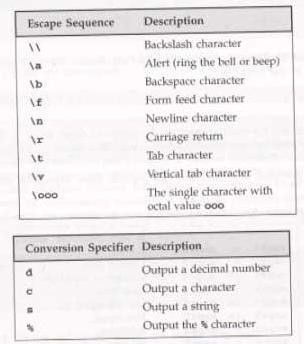 Escape Sequence Description
\\ Backslash character
\a Alert (ring the bell or beep)
\b Backspace character
\f Form feed character
\n Newline character
\r Carriage return
\t Tab character
\v Vertical tab character
\ooo The single character with
octal value ooo
Conversion Specifier Description
d Output a decimal number
c Output a character
s Output a string
% Output the % character